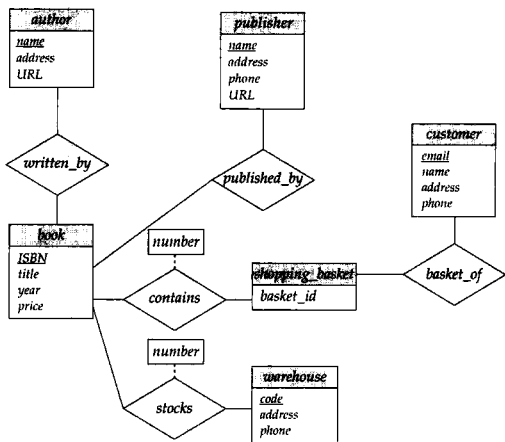 author
name
address
URL
publisher
name
address
phone
URL
customer
email
name
address
phone
written_by
published_by
book
ISBN
title
year
price
number
contains
shopping_basket
basket_id
basket_of
number
stocks
warehouse
code
address
phone